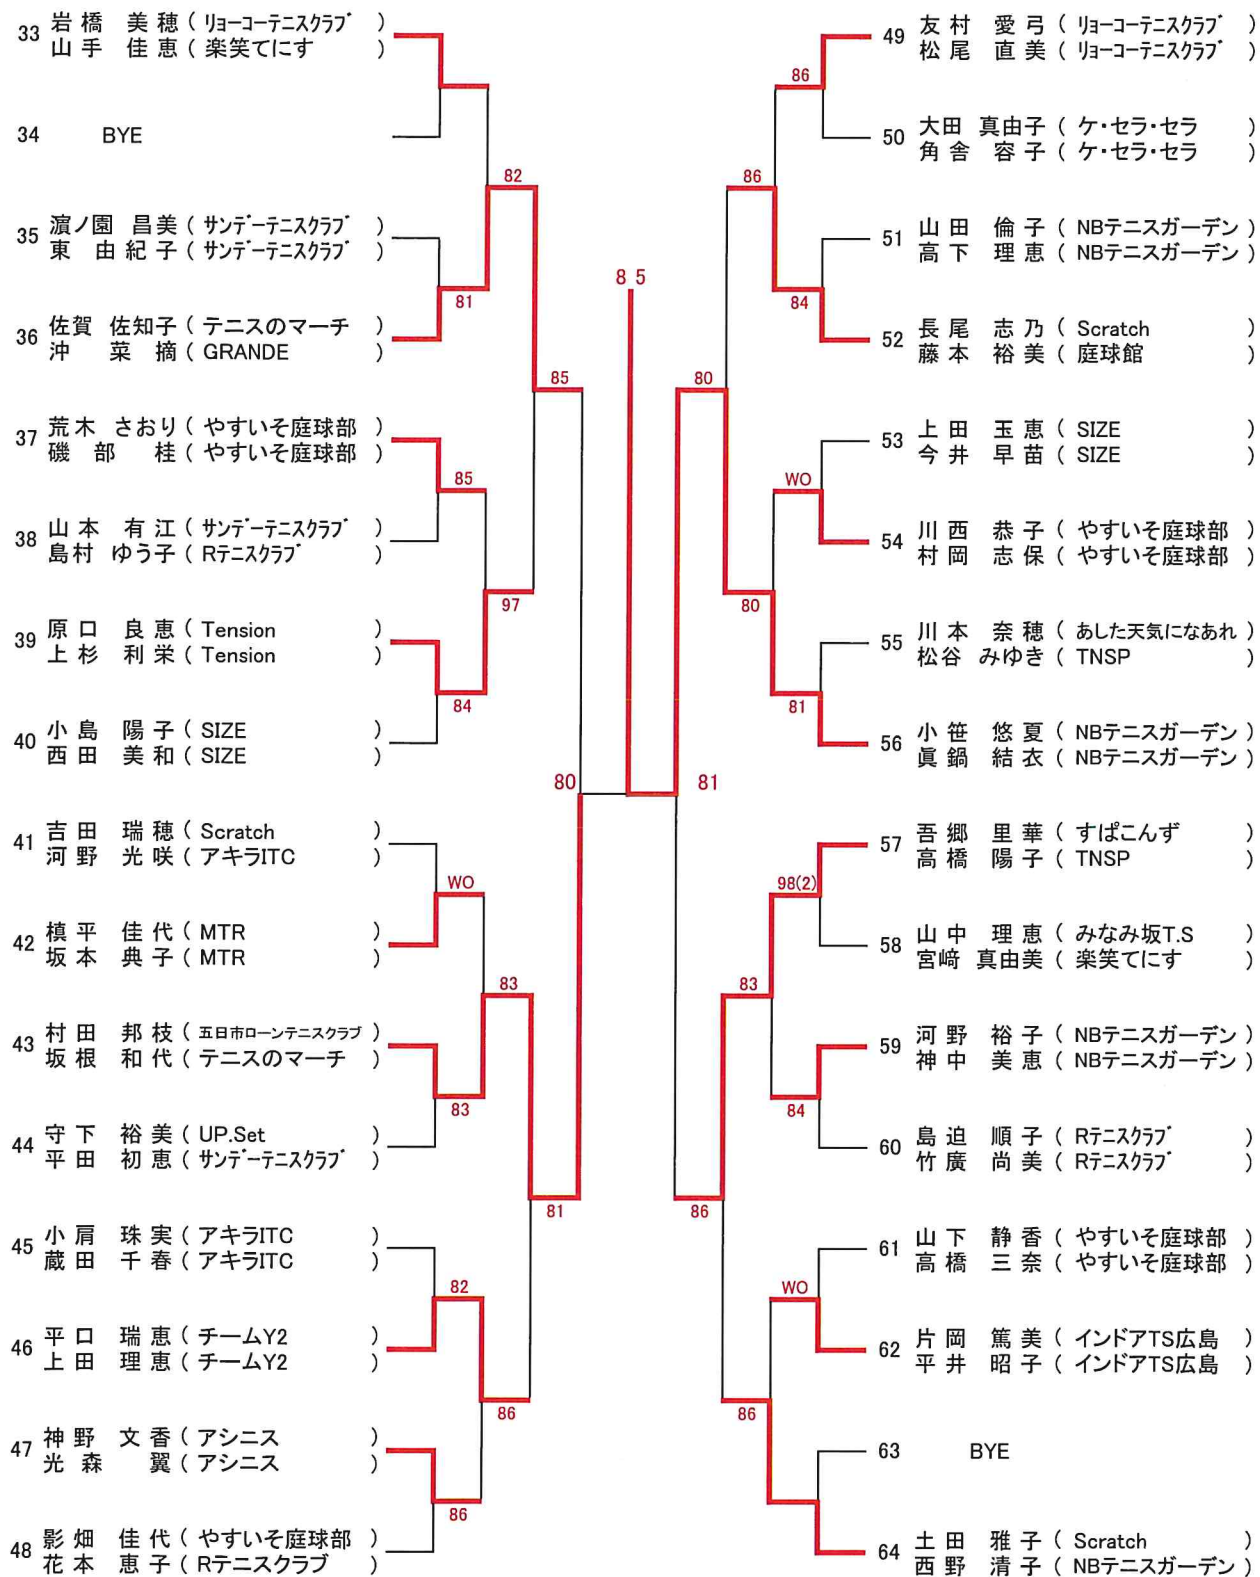 33 岩橋 美穂 ( リョーコーテニスクラブ )
山手 佳恵 ( 楽笑てにす )
34 BYE
82
35 濵ノ園 昌美 ( サンデーテニスクラブ )
東 由紀子 ( サンデーテニスクラブ )
81
36 佐賀 佐知子 ( テニスのマーチ )
沖 菜摘 ( GRANDE )
85
37 荒木 さおり ( やすいそ庭球部 )
磯部 桂 ( やすいそ庭球部 )
85
38 山本 有江 ( サンデーテニスクラブ )
島村 ゆう子 ( Rテニスクラブ )
97
39 原口 良恵 ( Tension )
上杉 利栄 ( Tension )
84
40 小島 陽子 ( SIZE )
西田 美和 ( SIZE )
80
41 吉田 瑞穂 ( Scratch )
河野 光咲 ( アキラITC )
WO
42 槙平 佳代 ( MTR )
坂本 典子 ( MTR )
83
43 村田 邦枝 ( 五日市ローンテニスクラブ )
坂根 和代 ( テニスのマーチ )
83
44 守下 裕美 ( UP.Set )
平田 初恵 ( サンデーテニスクラブ )
81
45 小肩 珠実 ( アキラITC )
蔵田 千春 ( アキラITC )
82
46 平口 瑞恵 ( チームY2 )
上田 理恵 ( チームY2 )
86
47 神野 文香 ( アシニス )
光森 翼 ( アシニス )
86
48 影畑 佳代 ( やすいそ庭球部 )
花本 恵子 ( Rテニスクラブ )
8 5
49 友村 愛弓 ( リョーコーテニスクラブ )
松尾 直美 ( リョーコーテニスクラブ )
86
50 大田 真由子 ( ケ・セラ・セラ )
角舎 容子 ( ケ・セラ・セラ )
86
51 山田 倫子 ( NBテニスガーデン )
高下 理恵 ( NBテニスガーデン )
84
52 長尾 志乃 ( Scratch )
藤本 裕美 ( 庭球館 )
80
53 上田 玉恵 ( SIZE )
今井 早苗 ( SIZE )
WO
54 川西 恭子 ( やすいそ庭球部 )
村岡 志保 ( やすいそ庭球部 )
80
55 川本 奈穂 ( あした天気になあれ )
松谷 みゆき ( TNSP )
81
56 小笹 悠夏 ( NBテニスガーデン )
眞鍋 結衣 ( NBテニスガーデン )
81
57 吾郷 里華 ( すぱこんず )
高橋 陽子 ( TNSP )
98(2)
58 山中 理恵 ( みなみ坂T.S )
宮﨑 真由美 ( 楽笑てにす )
83
59 河野 裕子 ( NBテニスガーデン )
神中 美恵 ( NBテニスガーデン )
84
60 島迫 順子 ( Rテニスクラブ )
竹廣 尚美 ( Rテニスクラブ )
86
61 山下 静香 ( やすいそ庭球部 )
高橋 三奈 ( やすいそ庭球部 )
WO
62 片岡 篤美 ( インドアTS広島 )
平井 昭子 ( インドアTS広島 )
86
63 BYE
64 土田 雅子 ( Scratch )
西野 清子 ( NBテニスガーデン )